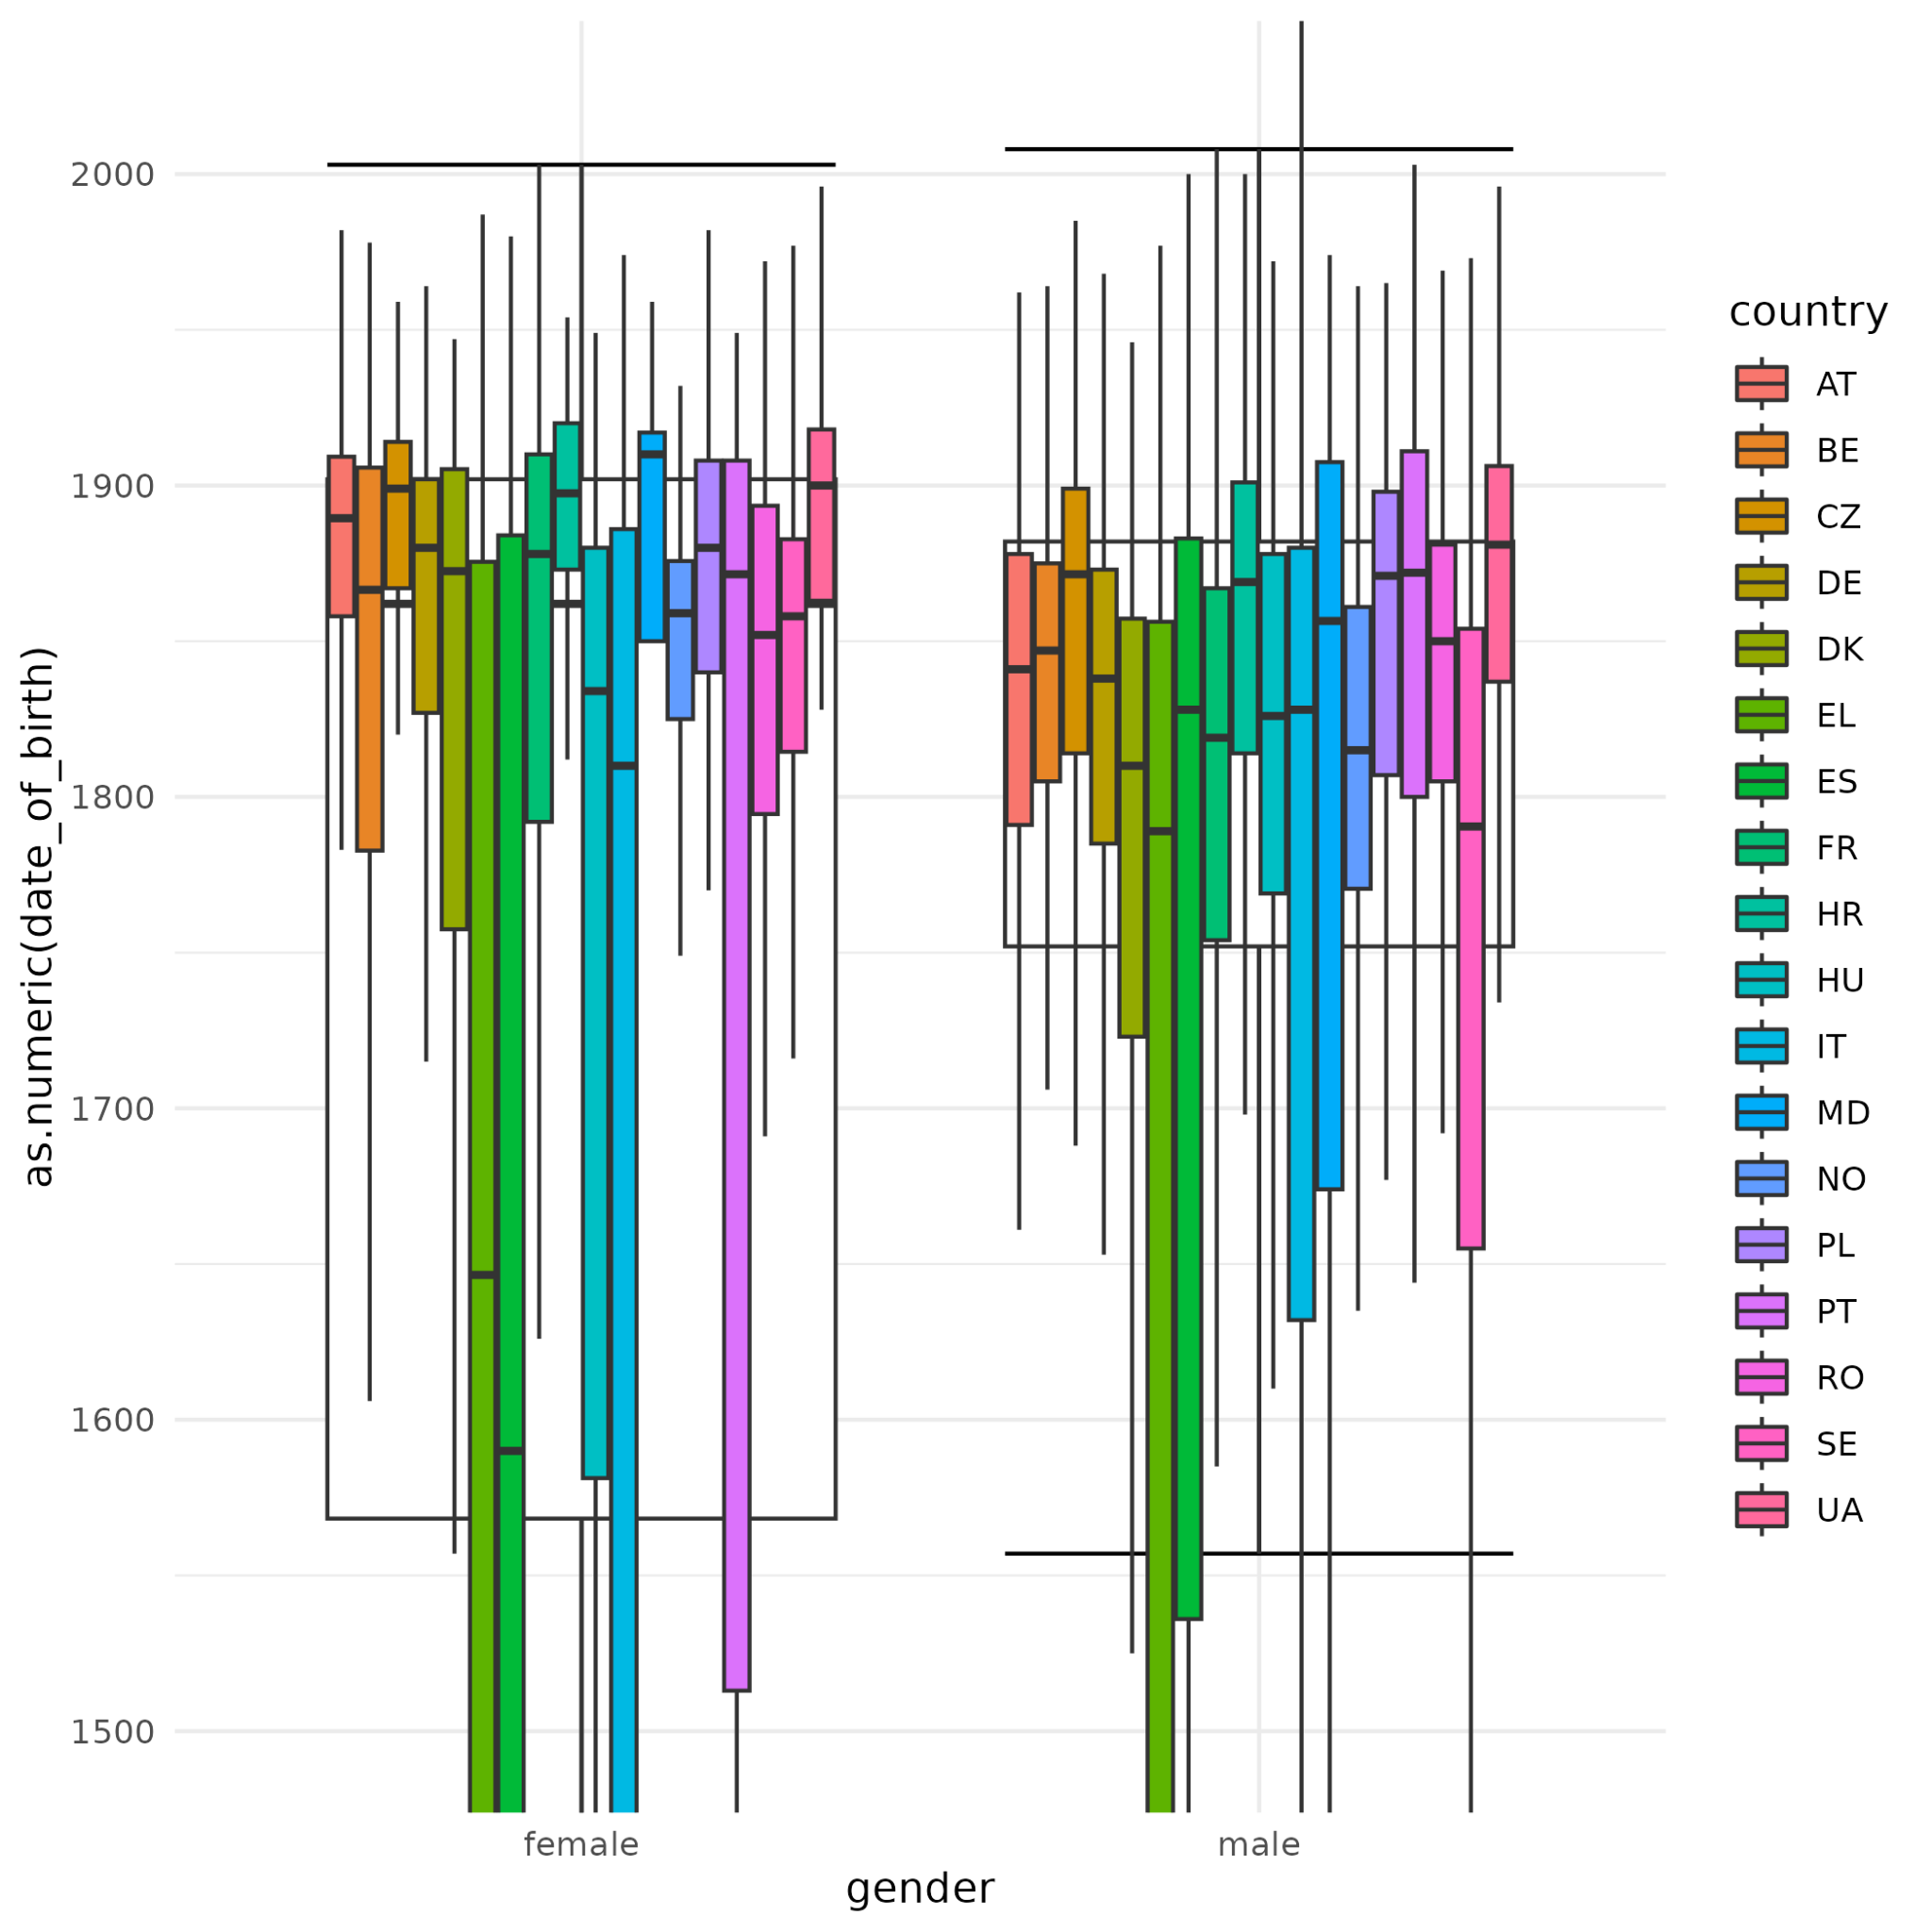 as.numeric(date_of_birth)
2000
1900
1800
1700
1600
1500
female
male
gender
country
AT
BE
CZ
DE
DK
EL
ES
FR
HR
HU
IT
MD
NO
PL
PT
RO
SE
UA